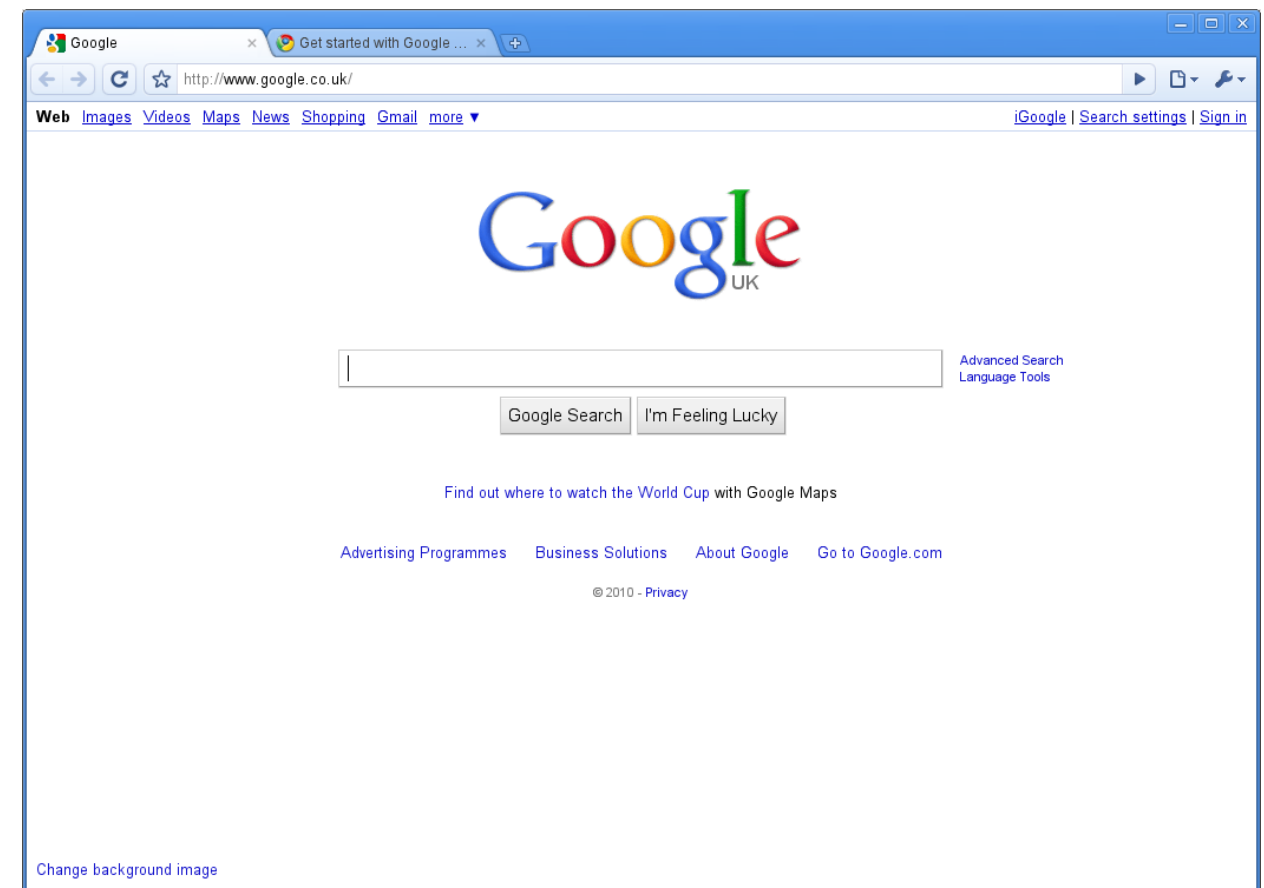 Google Get started with Google ...
http://www.google.co.uk/
Web Images Videos Maps News Shopping Gmail more ▼ iGoogle | Search settings | Sign in
Google
UK
Advanced Search
Language Tools
Google Search I'm Feeling Lucky
Find out where to watch the World Cup with Google Maps
Advertising Programmes Business Solutions About Google Go to Google.com
© 2010 - Privacy
Change background image